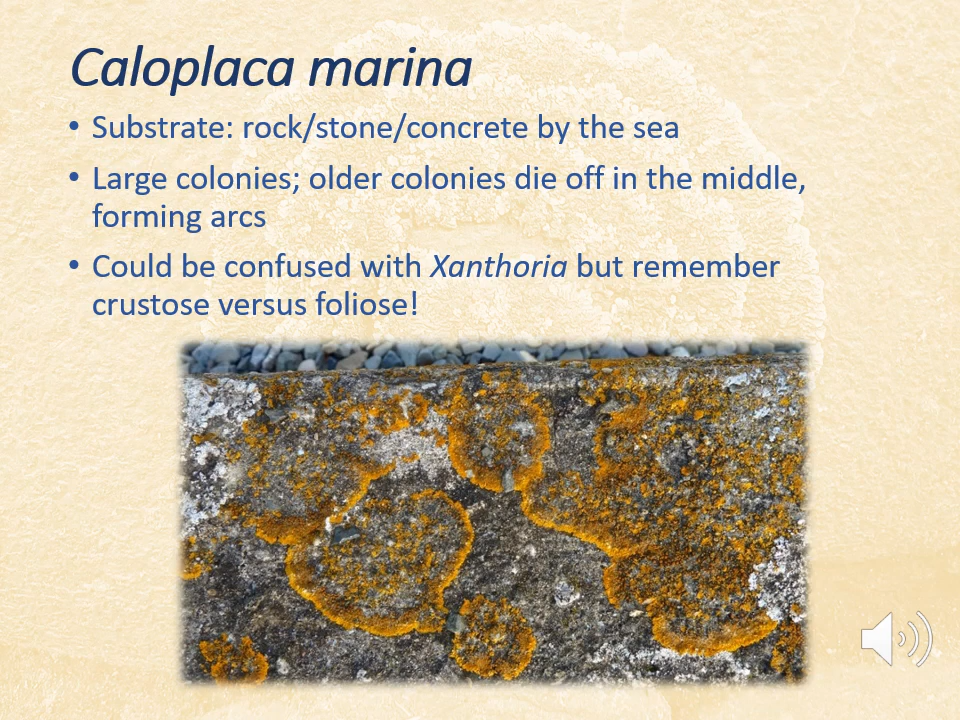 Caloplaca marina
• Substrate: rock/stone/concrete by the sea
• Large colonies; older colonies die off in the middle,
forming arcs
• Could be confused with Xanthoria but remember
crustose versus foliose!